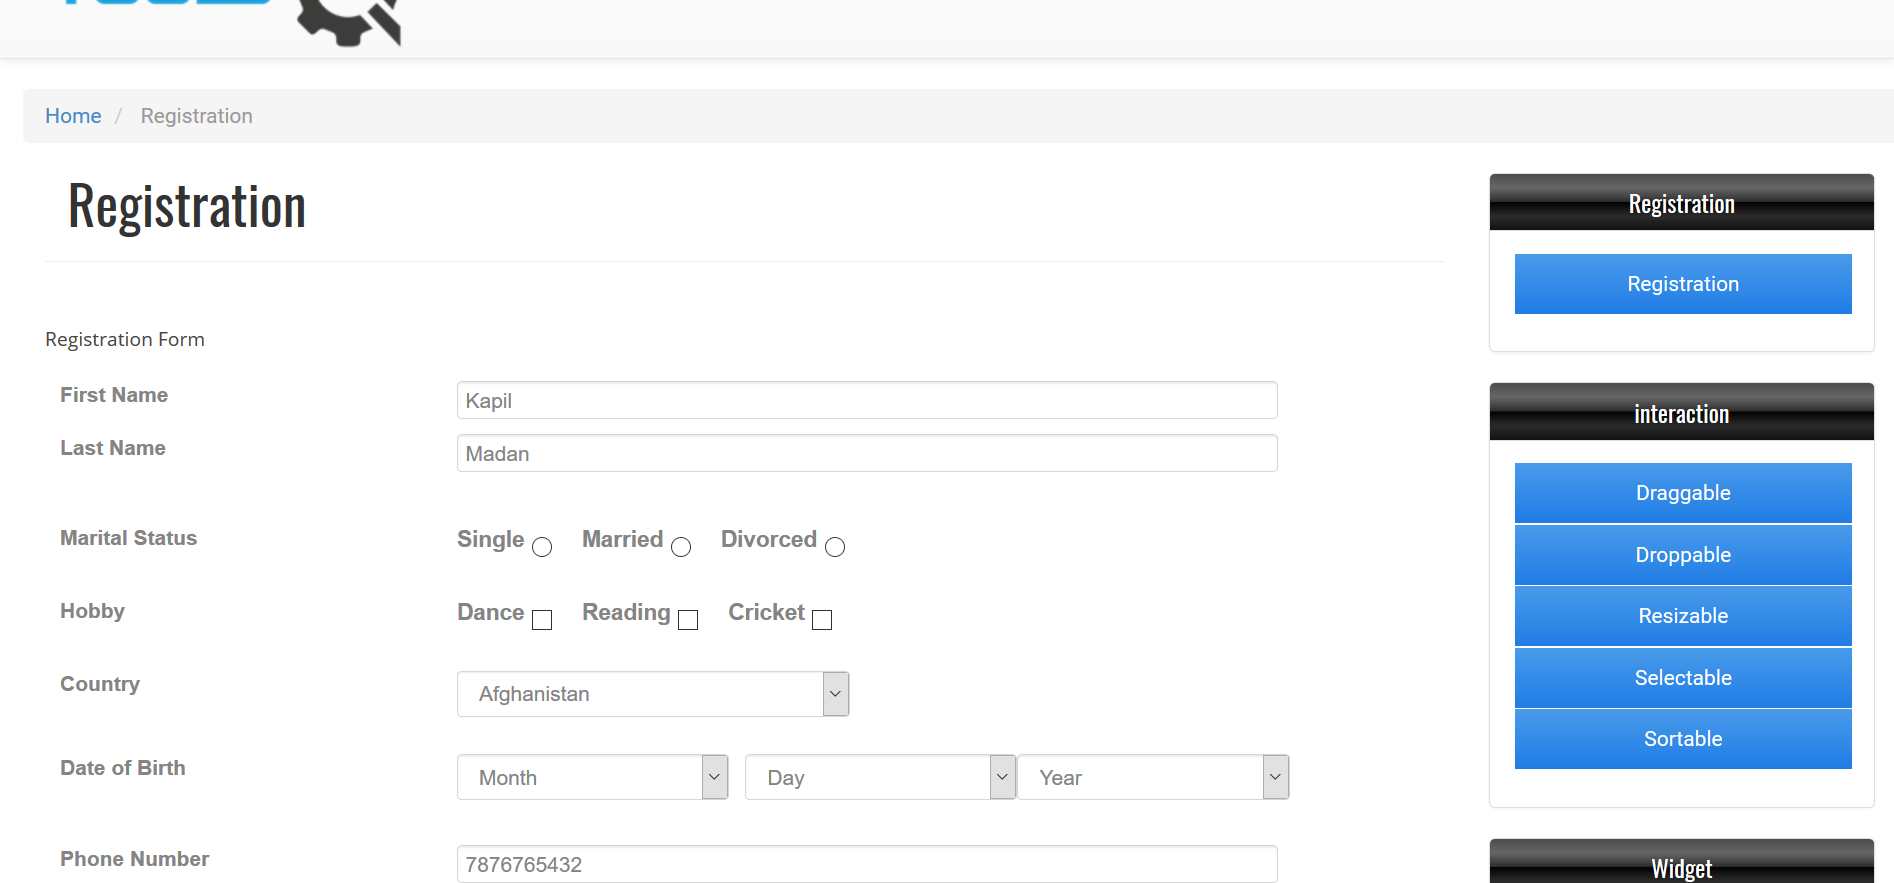 Home / Registration
Registration
Registration Form
First Name Kapil
Last Name Madan
Marital Status Single Married Divorced
Hobby Dance Reading Cricket
Country Afghanistan
Date of Birth Month Day Year
Phone Number 7876765432
Registration
Registration
interaction
Draggable
Droppable
Resizable
Selectable
Sortable
Widget